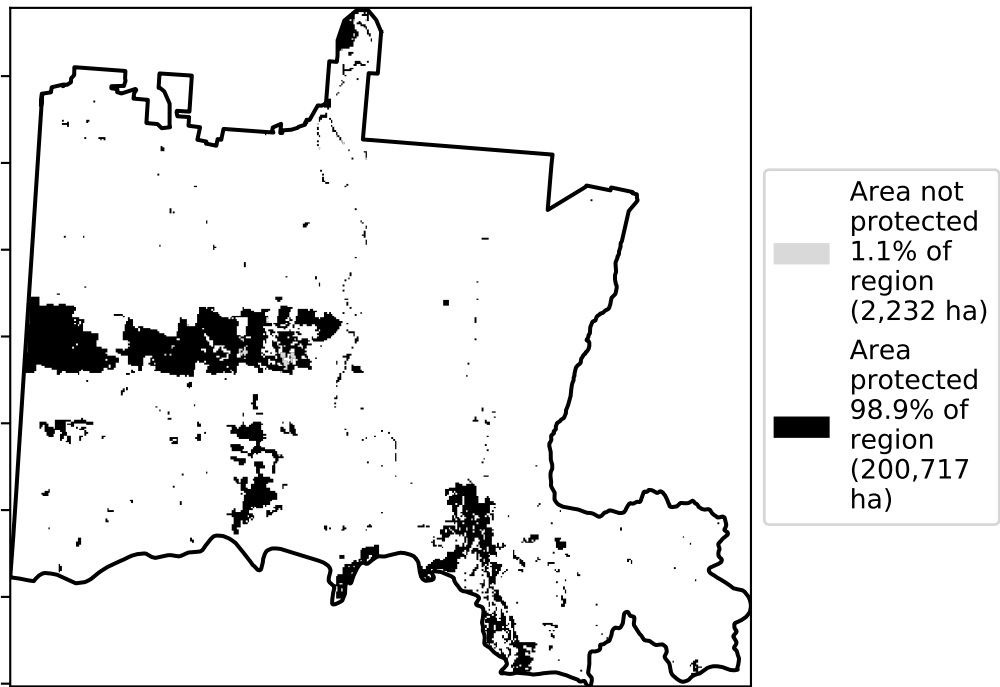 Area not
protected
1.1% of
region
(2,232 ha)
Area
protected
98.9% of
region
(200,717
ha)